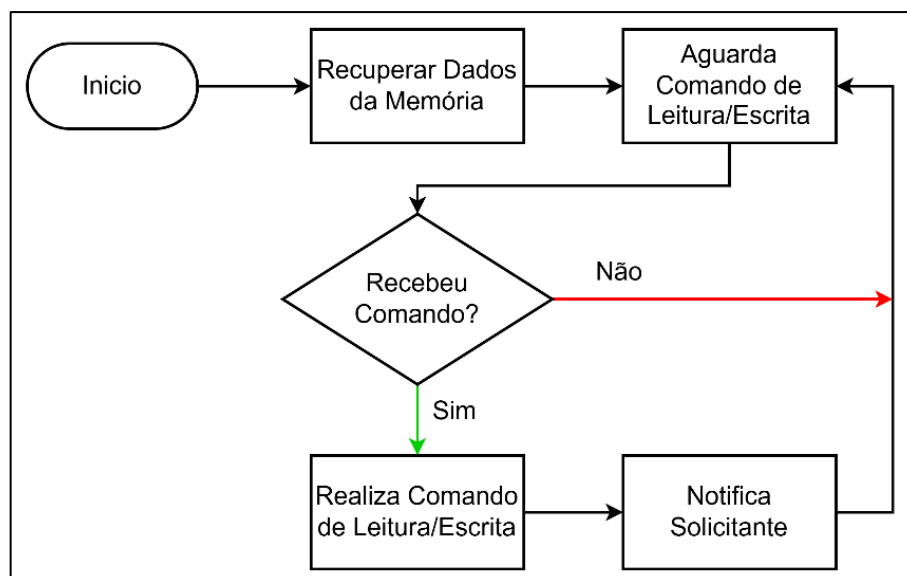 Inicio
Recuperar Dados
da Memória
Aguarda
Comando de
Leitura/Escrita
Recebeu
Comando?
Não
Sim
Realiza Comando
de Leitura/Escrita
Notifica
Solicitante